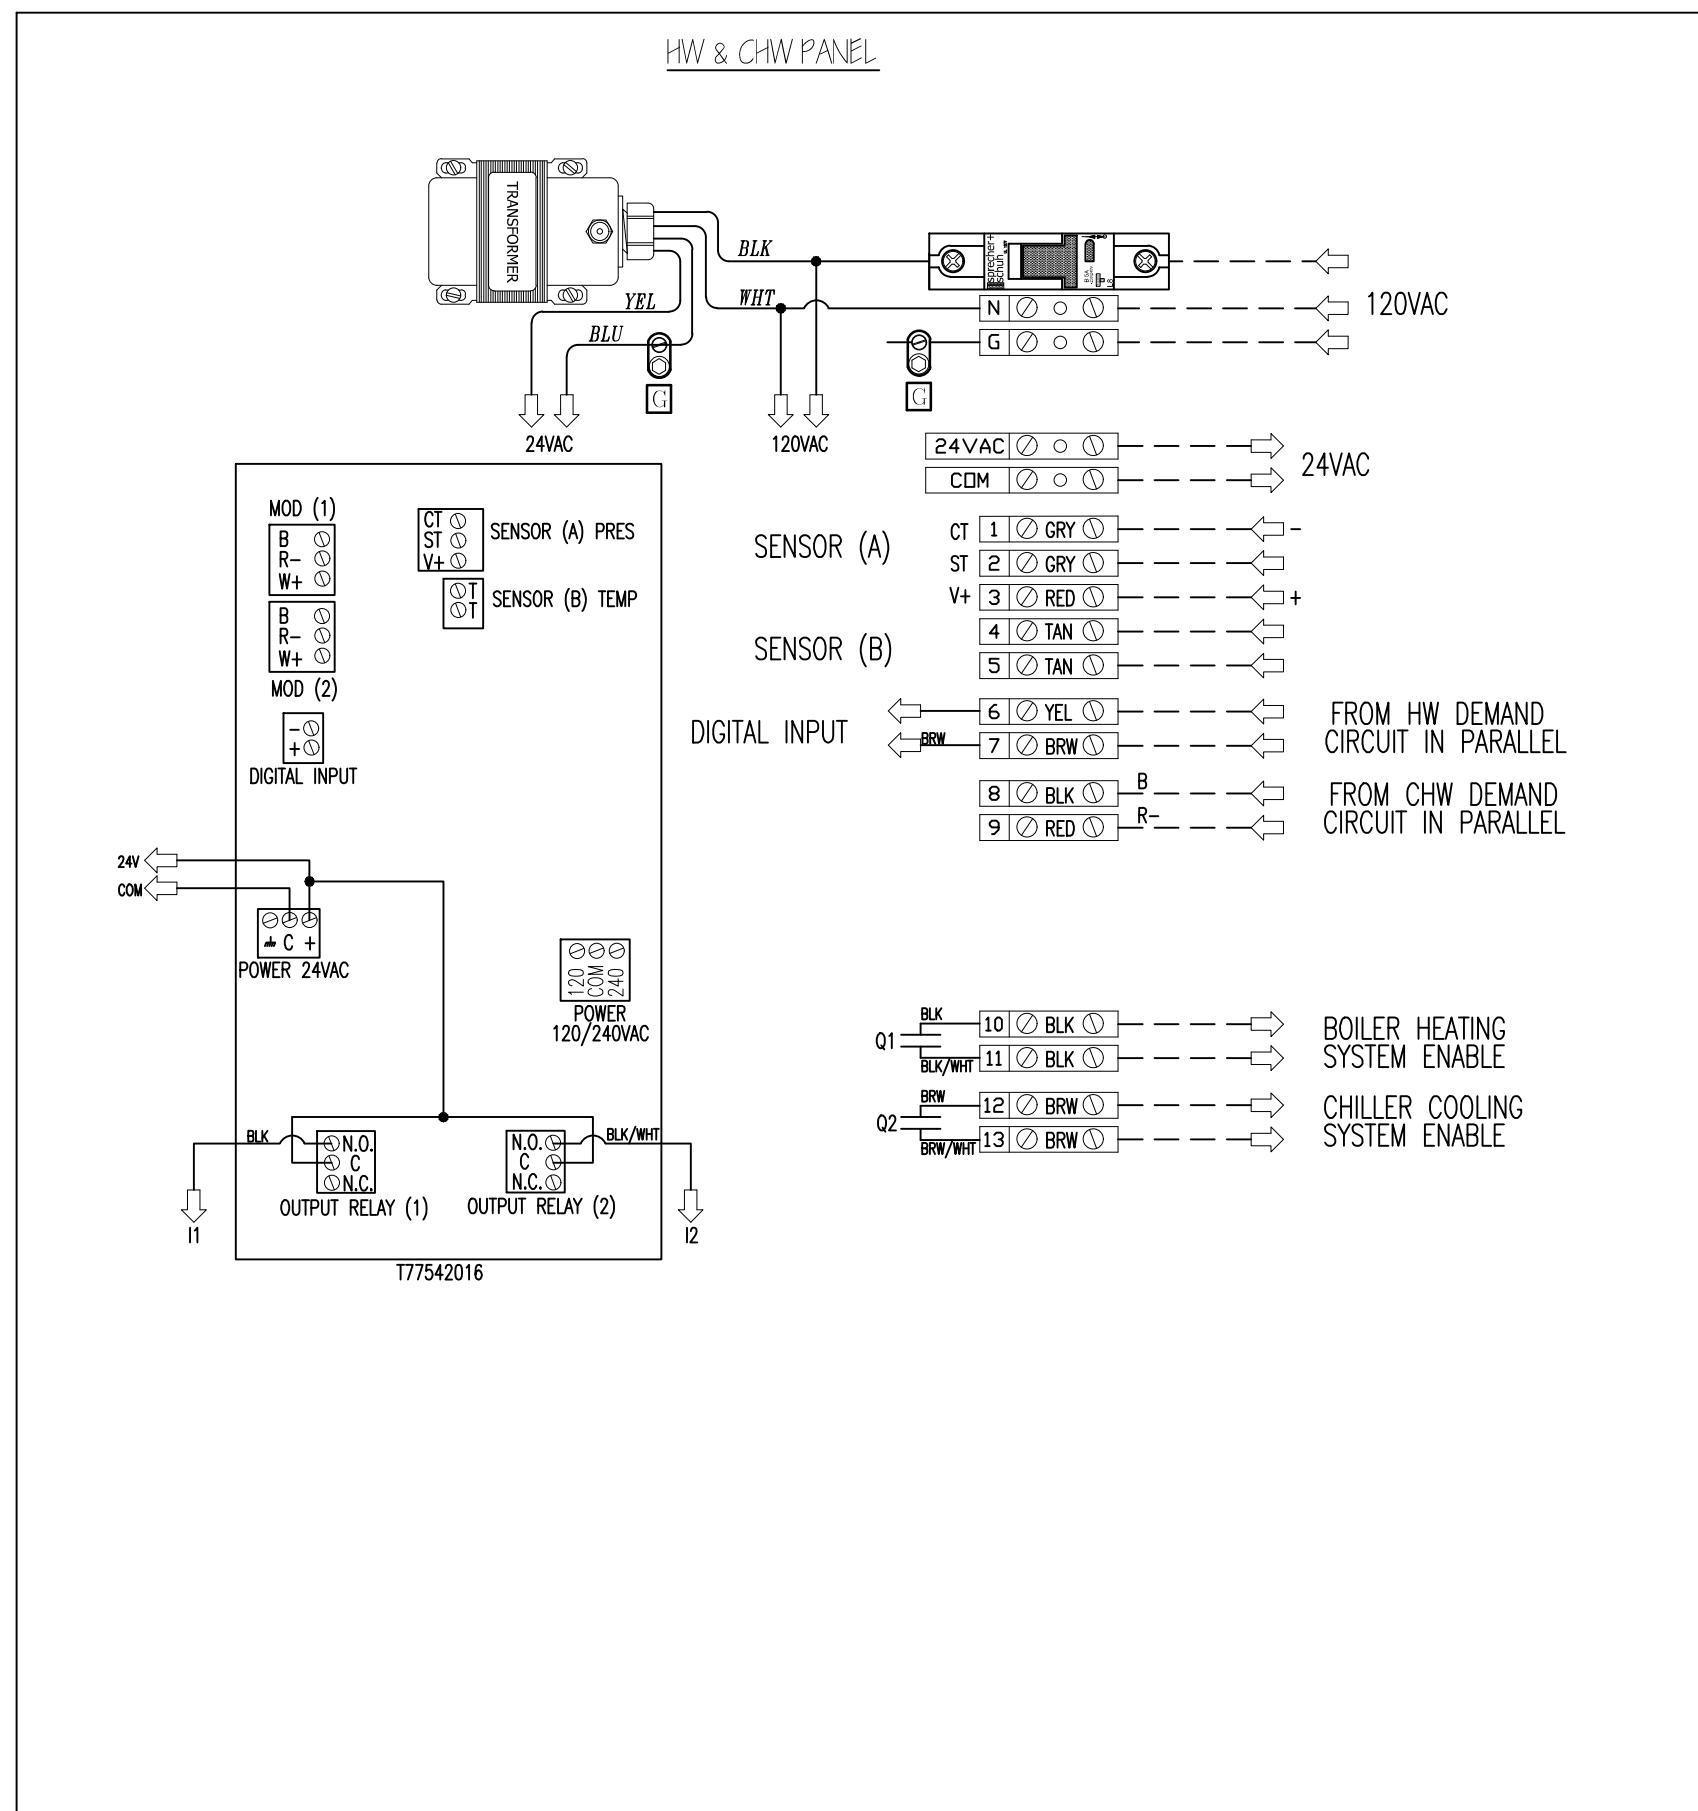 HW & CHW PANEL
TRANSFORMER
BLK
WHT
YEL
BLU
G
G
24VAC
120VAC
sprecher+
schuh
N
G
120VAC
24VAC
COM
24VAC
SENSOR (A)
CT 1 GRY -
ST 2 GRY
V+ 3 RED +
SENSOR (B)
4 TAN
5 TAN
DIGITAL INPUT
6 YEL
BRW 7 BRW
FROM HW DEMAND
CIRCUIT IN PARALLEL
8 BLK B
9 RED R-
FROM CHW DEMAND
CIRCUIT IN PARALLEL
Q1
BLK 10 BLK
BLK/WHT 11 BLK
BOILER HEATING
SYSTEM ENABLE
Q2
BRW 12 BRW
BRW/WHT 13 BRW
CHILLER COOLING
SYSTEM ENABLE
MOD (1)
B
R-
W+
B
R-
W+
MOD (2)
CT
ST
V+
SENSOR (A) PRES
T
T
SENSOR (B) TEMP
-
+
DIGITAL INPUT
24V
COM
C +
POWER 24VAC
120
COM
240
POWER
120/240VAC
BLK
N.O.
C
N.C.
OUTPUT RELAY (1)
I1
N.O.
C
N.C.
BLK/WHT
OUTPUT RELAY (2)
I2
T77542016